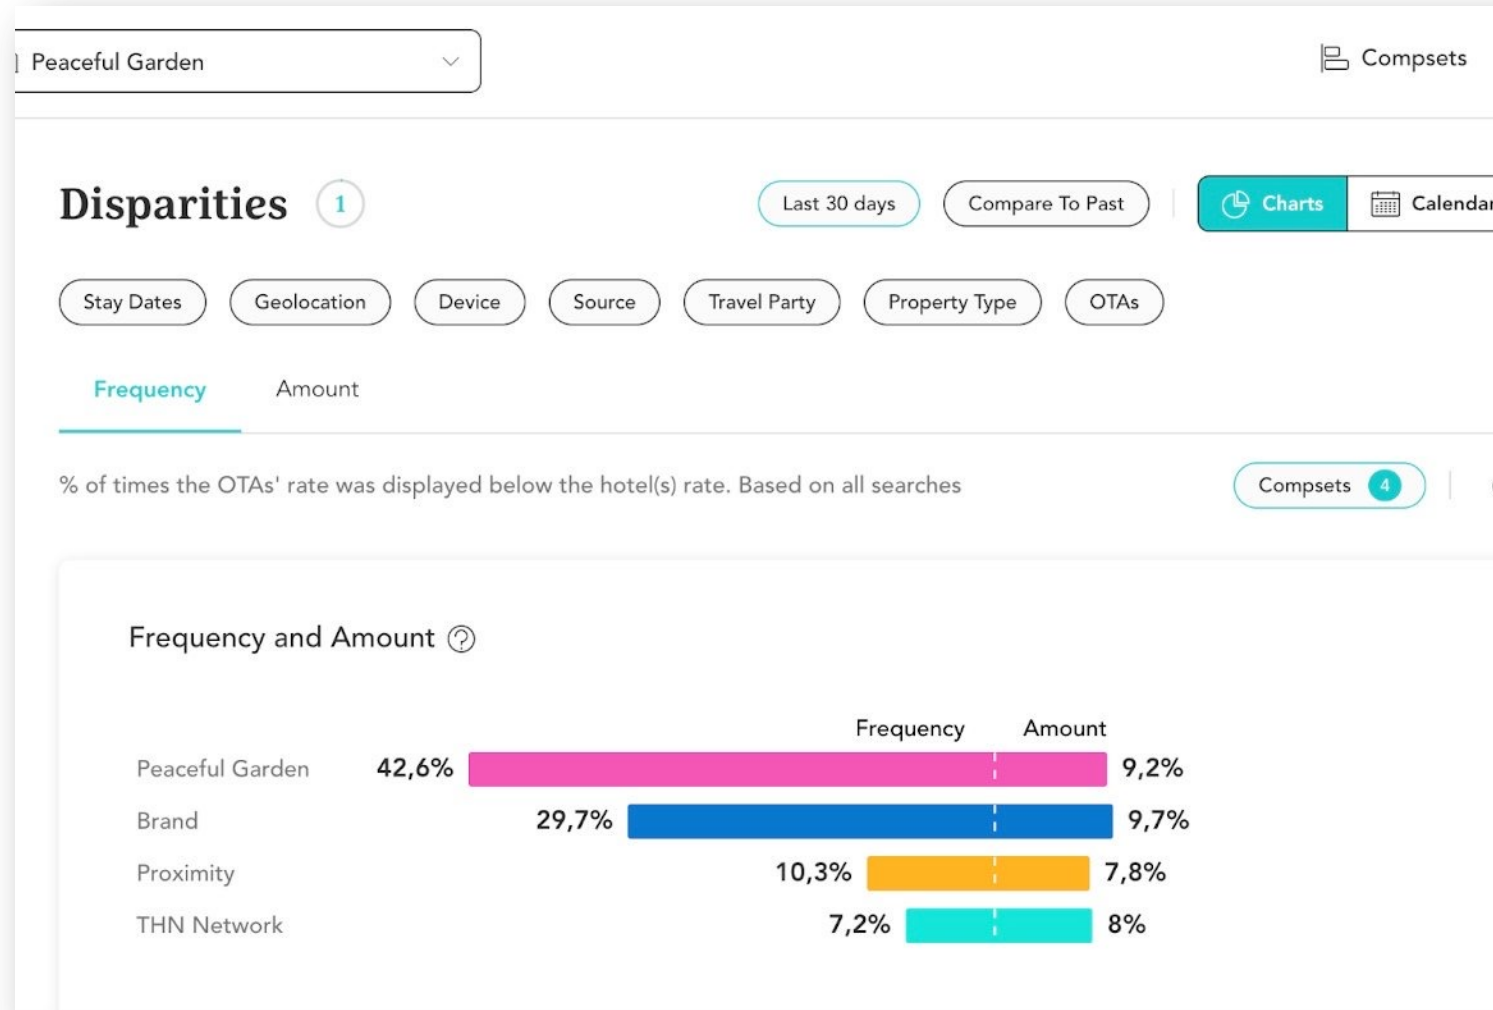 Peaceful Garden
Compsets
Disparities 1
Last 30 days
Compare To Past
Charts
Calendar
Stay Dates
Geolocation
Device
Source
Travel Party
Property Type
OTAs
Frequency
Amount
% of times the OTAs' rate was displayed below the hotel(s) rate. Based on all searches
Compsets 4
Frequency and Amount ?
Frequency Amount
Peaceful Garden 42,6% 9,2%
Brand 29,7% 9,7%
Proximity 10,3% 7,8%
THN Network 7,2% 8%